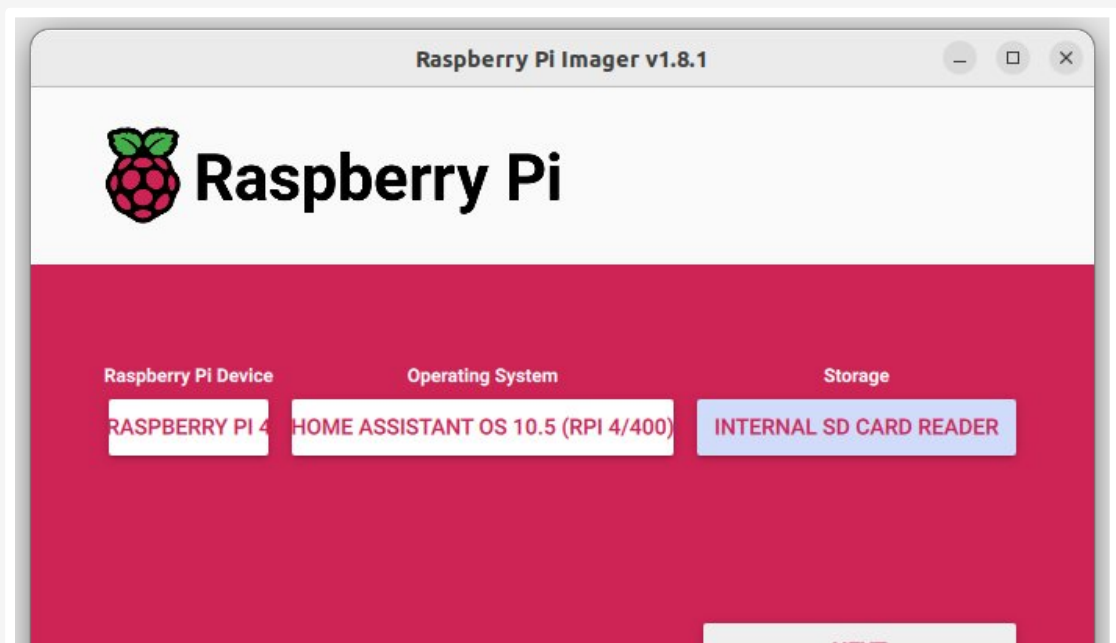 Raspberry Pi Imager v1.8.1
Raspberry Pi
Raspberry Pi Device Operating System Storage
RASPBERRY PI 4 HOME ASSISTANT OS 10.5 (RPI 4/400) INTERNAL SD CARD READER